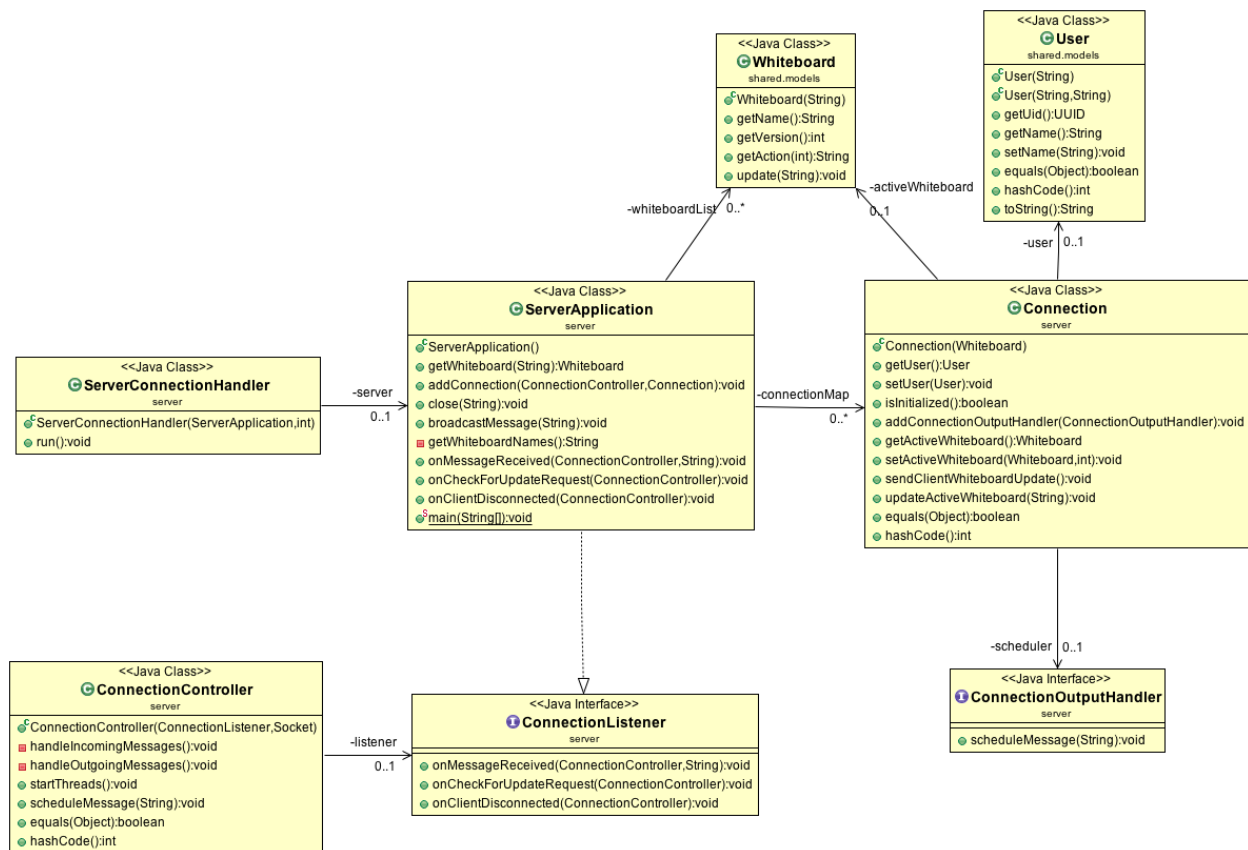 <<Java Class>>
Whiteboard
shared.models
Whiteboard(String)
getName():String
getVersion():int
getAction(int):String
update(String):void
<<Java Class>>
User
shared.models
User(String)
User(String,String)
getUid():UUID
getName():String
setName(String):void
equals(Object):boolean
hashCode():int
toString():String
-whiteboardList
0..*
-activeWhiteboard
0..1
-user
0..1
<<Java Class>>
ServerConnectionHandler
server
ServerConnectionHandler(ServerApplication,int)
run():void
-server
0..1
<<Java Class>>
ServerApplication
server
ServerApplication()
getWhiteboard(String):Whiteboard
addConnection(ConnectionController,Connection):void
close(String):void
broadcastMessage(String):void
getWhiteboardNames():String
onMessageReceived(ConnectionController,String):void
onCheckForUpdateRequest(ConnectionController):void
onClientDisconnected(ConnectionController):void
main(String[]):void
-connectionMap
0..*
<<Java Class>>
Connection
server
Connection(Whiteboard)
getUser():User
setUser(User):void
isInitialized():boolean
addConnectionOutputHandler(ConnectionOutputHandler):void
getActiveWhiteboard():Whiteboard
setActiveWhiteboard(Whiteboard,int):void
sendClientWhiteboardUpdate():void
updateActiveWhiteboard(String):void
equals(Object):boolean
hashCode():int
-scheduler
0..1
<<Java Class>>
ConnectionController
server
ConnectionController(ConnectionListener,Socket)
handleIncomingMessages():void
handleOutgoingMessages():void
startThreads():void
scheduleMessage(String):void
equals(Object):boolean
hashCode():int
-listener
0..1
<<Java Interface>>
ConnectionListener
server
onMessageReceived(ConnectionController,String):void
onCheckForUpdateRequest(ConnectionController):void
onClientDisconnected(ConnectionController):void
<<Java Interface>>
ConnectionOutputHandler
server
scheduleMessage(String):void